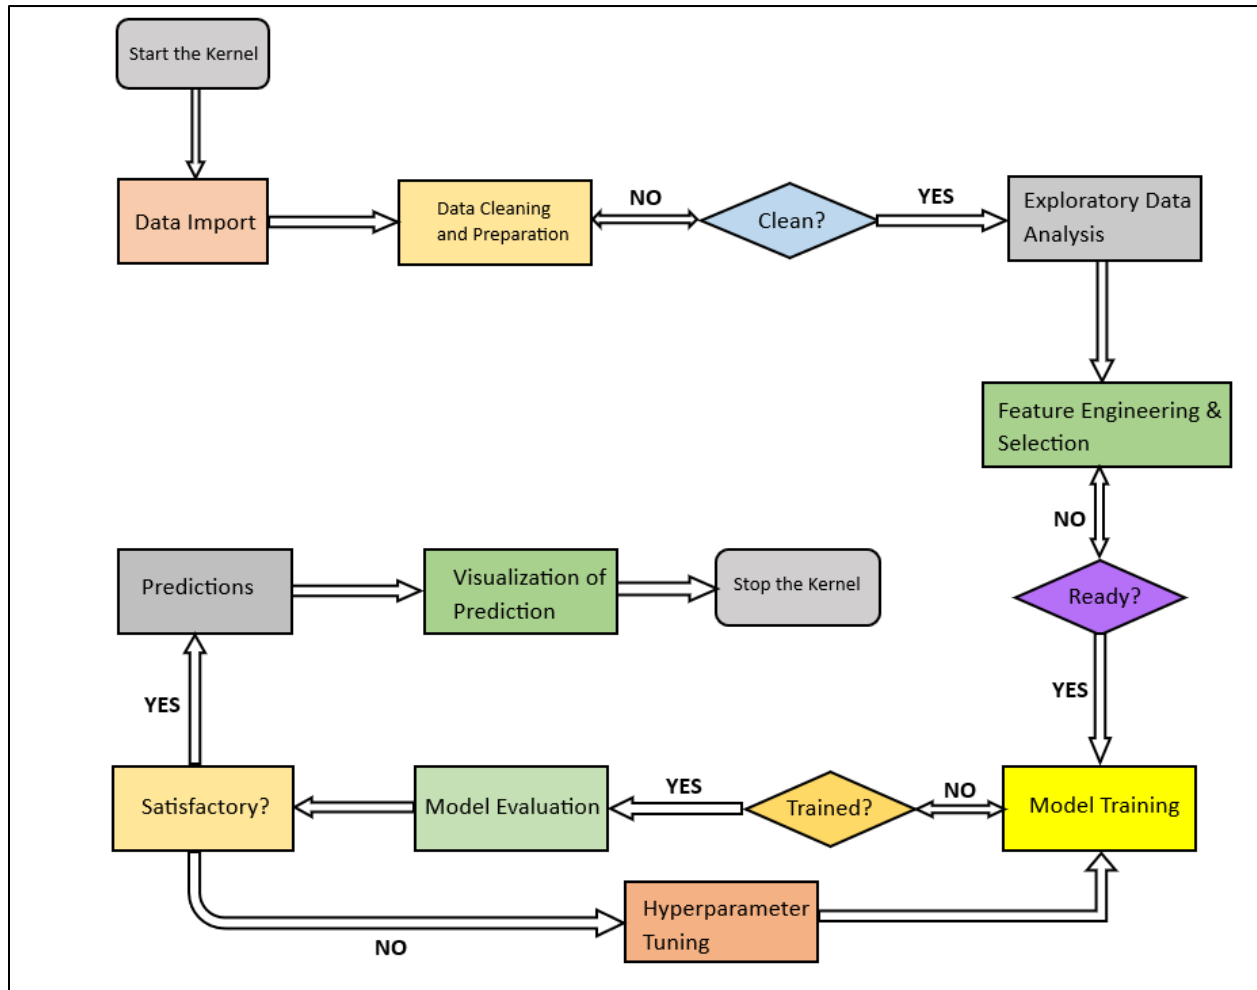 Start the Kernel
Data Import
Data Cleaning
and Preparation
NO
Clean?
YES
Exploratory Data
Analysis
Feature Engineering &
Selection
NO
Ready?
YES
Model Training
NO
Trained?
YES
Model Evaluation
Satisfactory?
NO
Hyperparameter
Tuning
YES
Predictions
Visualization of
Prediction
Stop the Kernel